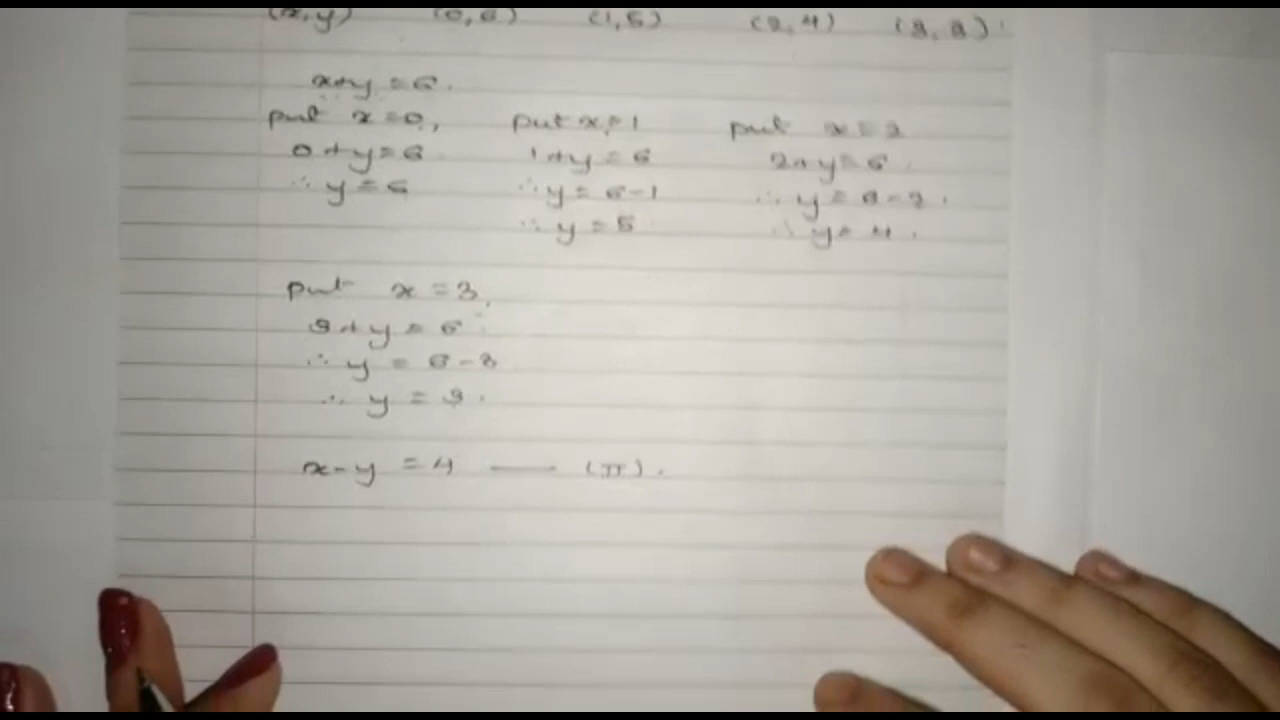 (x,y) (0,6) (1,5) (2,4) (3,3)
x+y = 6.
put x=0, put x=1 put x=2
0+y=6 1+y=6 2+y=6
∴ y=6 ∴ y=6-1 ∴ y=6-2.
∴ y=5 ∴ y=4.
put x=3,
3+y=6
∴ y=6-3
∴ y=3.
x-y=4 —— (II).